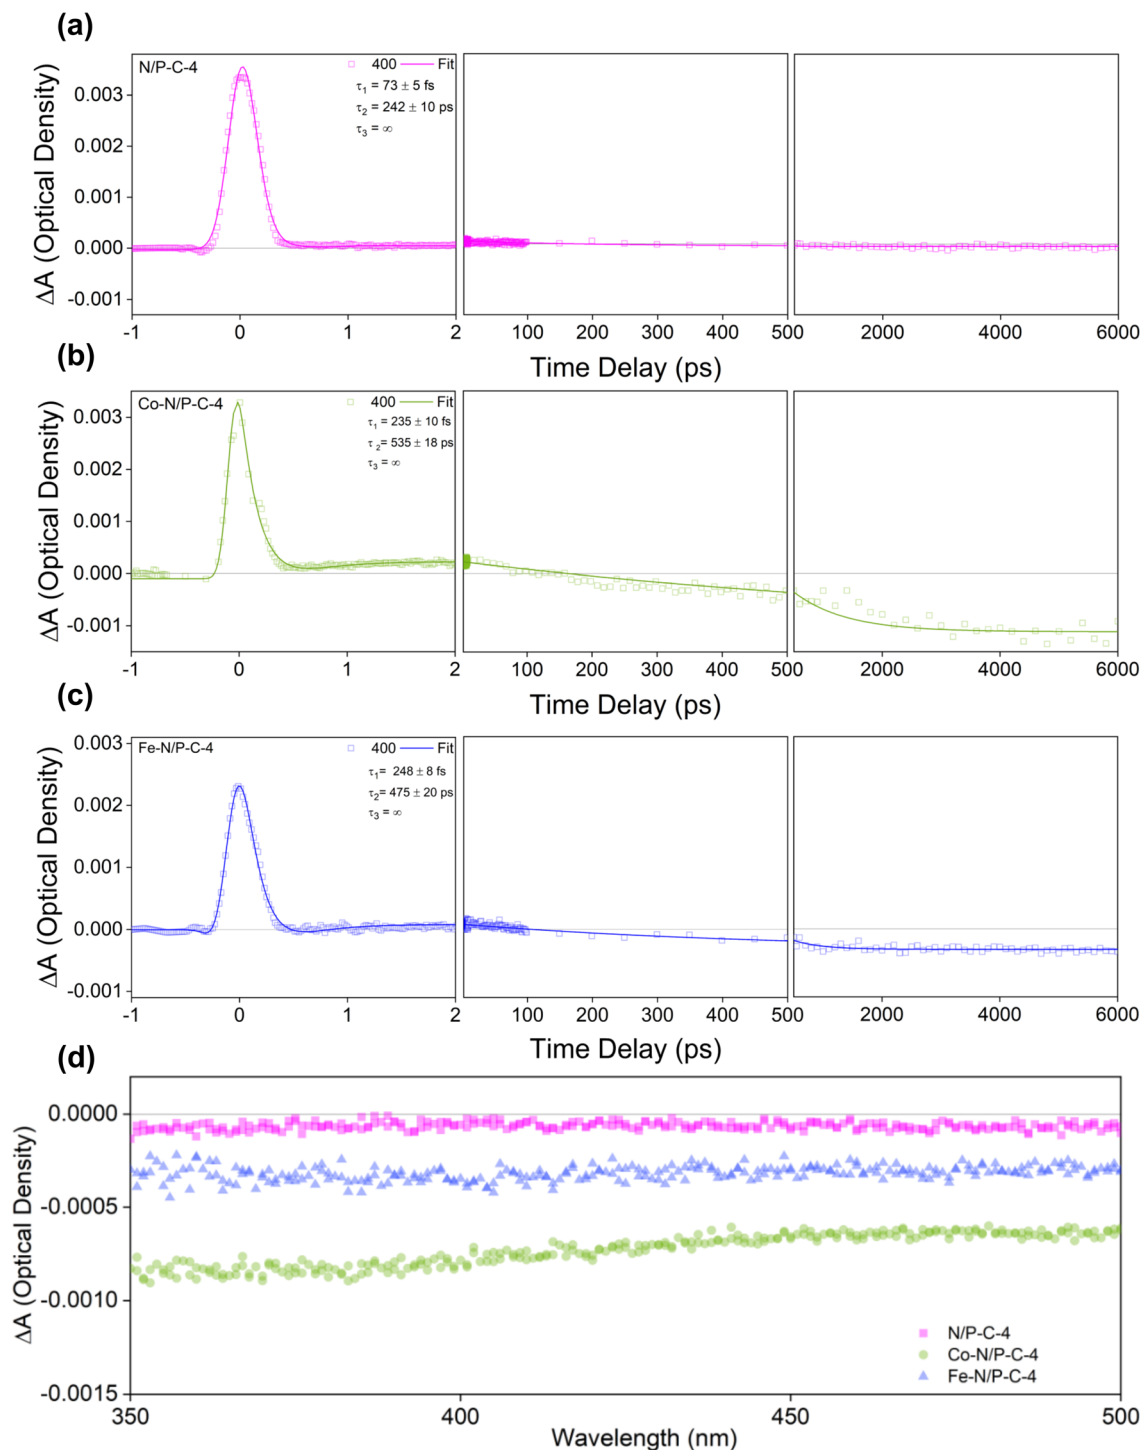 (a)
N/P-C-4
400 Fit
τ1 = 73 ± 5 fs
τ2 = 242 ± 10 ps
τ3 = ∞
ΔA (Optical Density)
0.003
0.002
0.001
0.000
-0.001
-1 0 1 2 100 200 300 400 500 2000 4000 6000
Time Delay (ps)
(b)
Co-N/P-C-4
400 Fit
τ1 = 235 ± 10 fs
τ2= 535 ± 18 ps
τ3 = ∞
ΔA (Optical Density)
0.003
0.002
0.001
0.000
-0.001
-1 0 1 2 100 200 300 400 500 2000 4000 6000
Time Delay (ps)
(c)
Fe-N/P-C-4
400 Fit
τ1= 248 ± 8 fs
τ2= 475 ± 20 ps
τ3 = ∞
ΔA (Optical Density)
0.003
0.002
0.001
0.000
-0.001
-1 0 1 2 100 200 300 400 500 2000 4000 6000
Time Delay (ps)
(d)
ΔA (Optical Density)
0.0000
-0.0005
-0.0010
-0.0015
N/P-C-4
Co-N/P-C-4
Fe-N/P-C-4
350 400 450 500
Wavelength (nm)